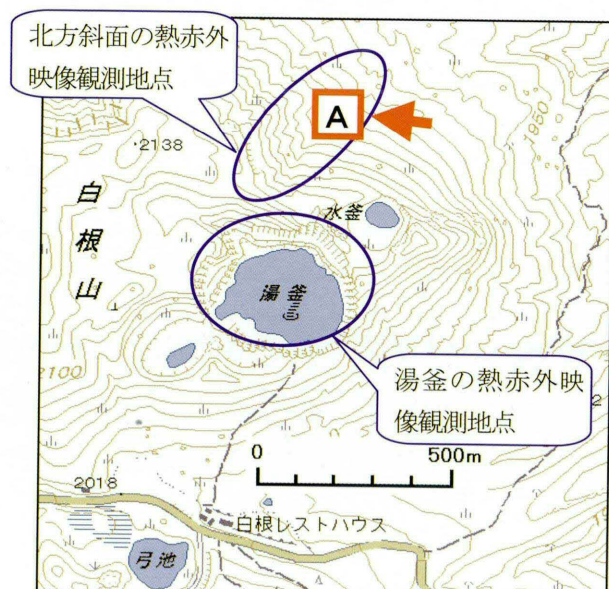 北方斜面の熱赤外
映像観測地点
A
1950
・2138
水釜
白根山
湯釜
2100
湯釜の熱赤外映
像観測地点
2
0 500m
2018
白根レストハウス
弓池